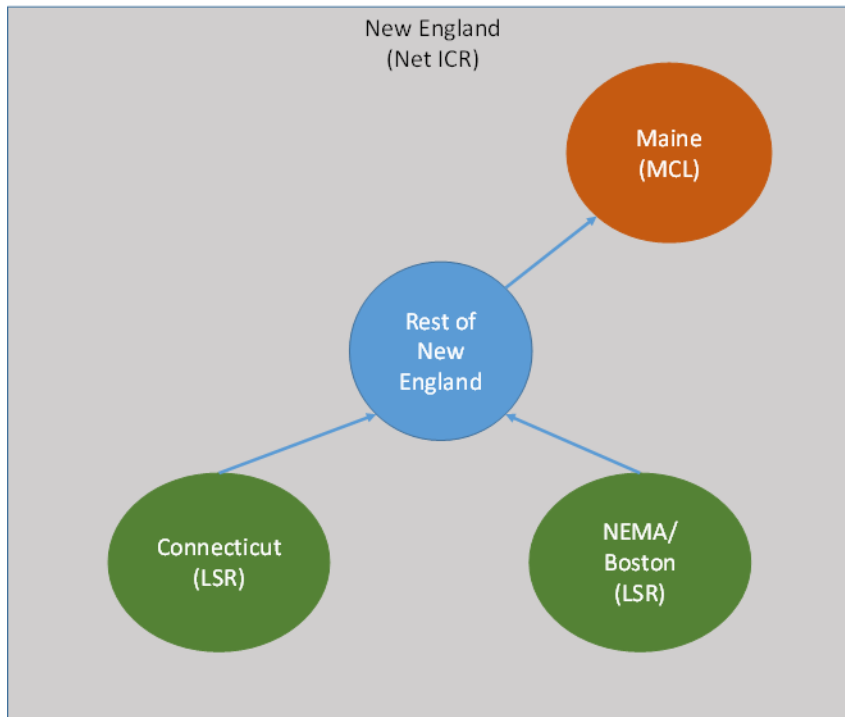 New England
(Net ICR)
Maine
(MCL)
Rest of
New
England
Connecticut
(LSR)
NEMA/
Boston
(LSR)